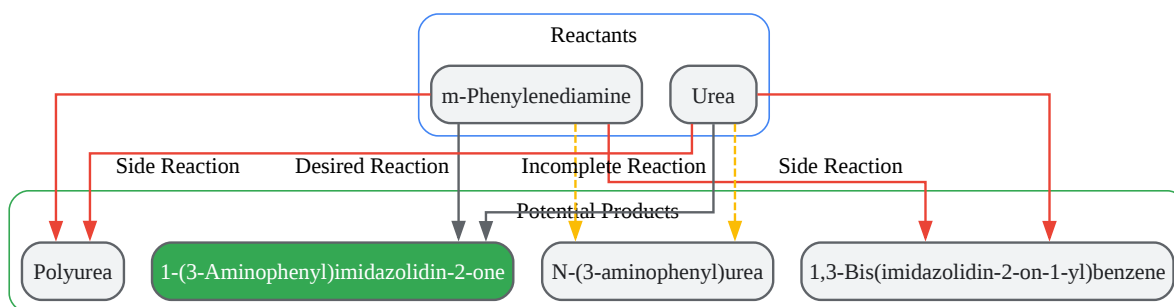 Reactants
m-Phenylenediamine
Urea
Side Reaction
Desired Reaction
Incomplete Reaction
Side Reaction
Potential Products
Polyurea
1-(3-Aminophenyl)imidazolidin-2-one
N-(3-aminophenyl)urea
1,3-Bis(imidazolidin-2-on-1-yl)benzene